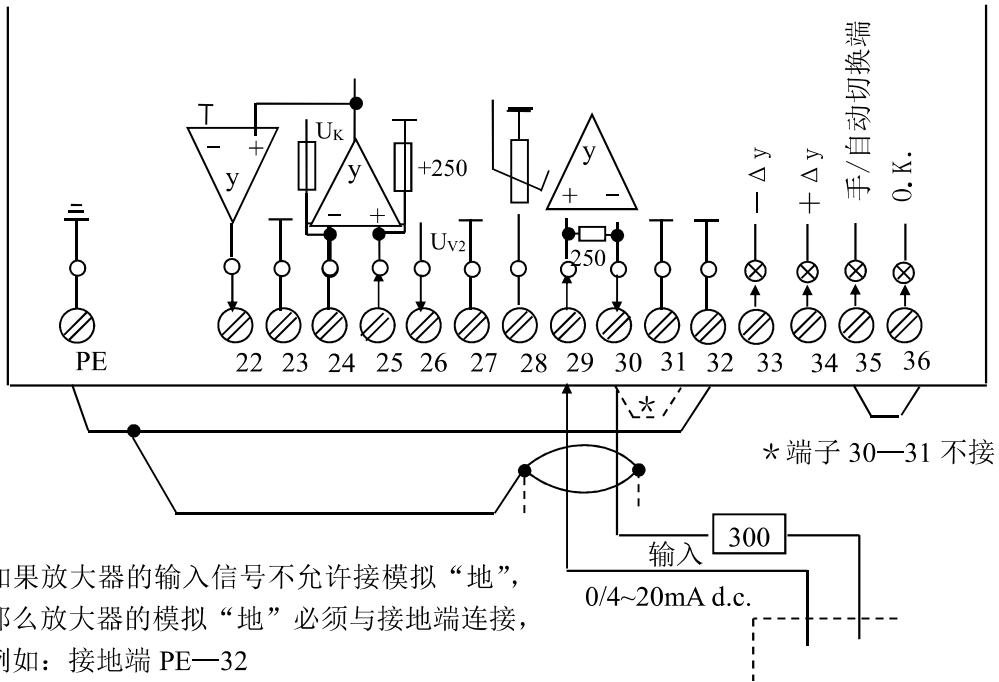 手/自动切换端
O.K.
－Δy
＋Δy
U_K
+250
y
－ +
y
－ +
y
+ －
U_V2
250
PE 22 23 24 25 26 27 28 29 30 31 32 33 34 35 36
*
*端子 30—31 不接
300
输入
0/4~20mA d.c.
如果放大器的输入信号不允许接模拟“地”，
那么放大器的模拟“地”必须与接地端连接，
例如：接地端 PE—32